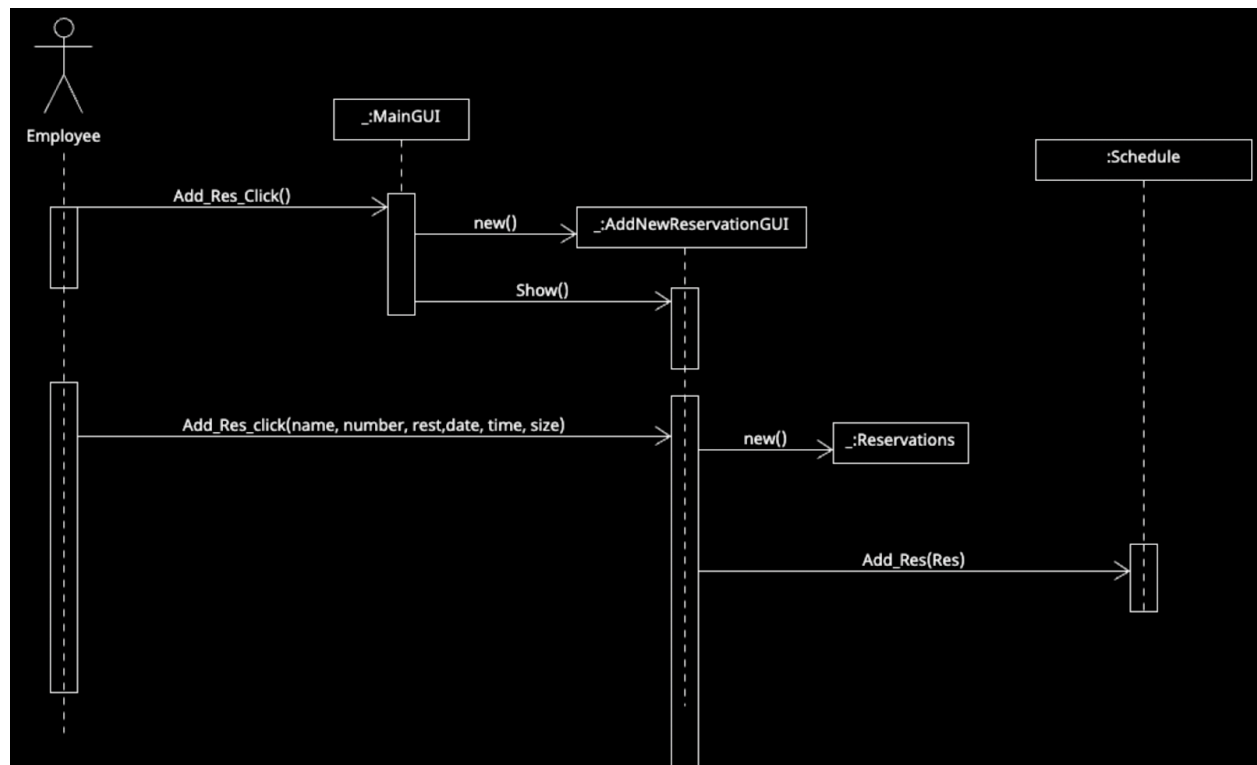 Employee
_:MainGUI
:Schedule
Add_Res_Click()
new()
_:AddNewReservationGUI
Show()
Add_Res_click(name, number, rest,date, time, size)
new()
_:Reservations
Add_Res(Res)